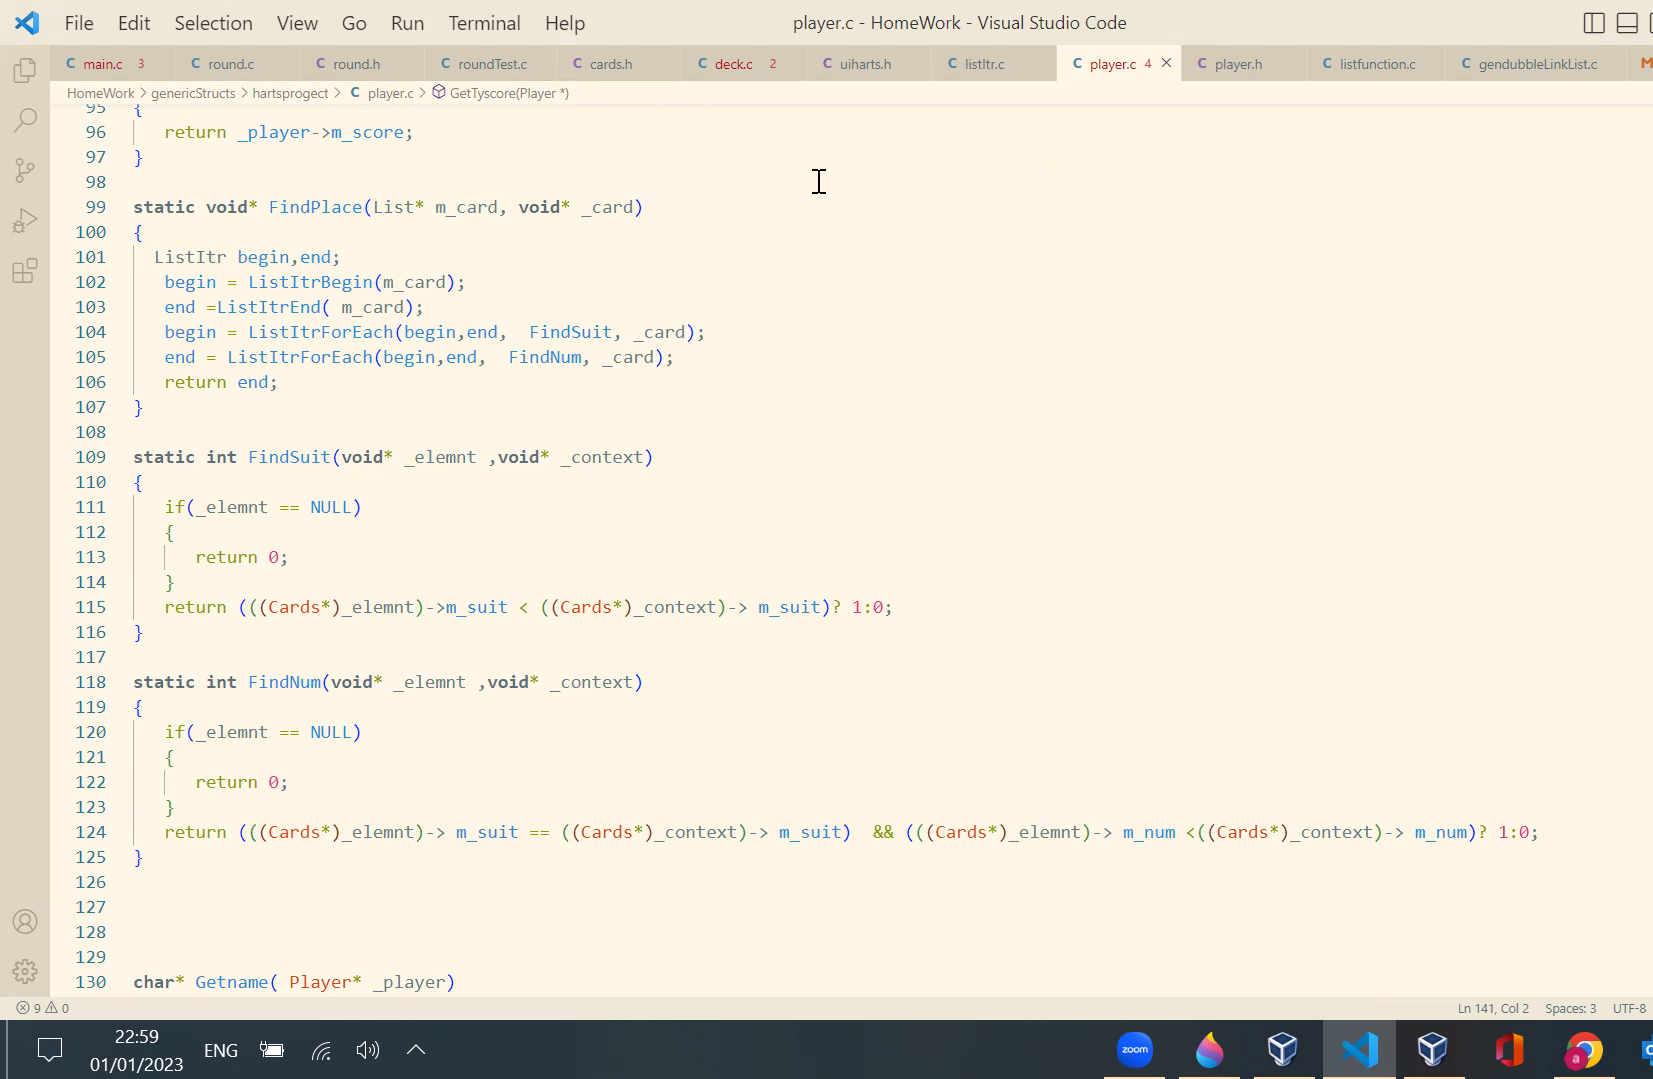 File Edit Selection View Go Run Terminal Help player.c - HomeWork - Visual Studio Code
C main.c 3 C round.c C round.h C roundTest.c C cards.h C deck.c 2 C uiharts.h C listItr.c C player.c 4 × C player.h C listfunction.c C gendubbleLinkList.c
HomeWork > genericStructs > hartsprogect > C player.c > GetTyscore(Player *)
95 {
96 return _player->m_score;
97 }
98
99 static void* FindPlace(List* m_card, void* _card)
100 {
101 ListItr begin,end;
102 begin = ListItrBegin(m_card);
103 end =ListItrEnd( m_card);
104 begin = ListItrForEach(begin,end,  FindSuit, _card);
105 end = ListItrForEach(begin,end,  FindNum, _card);
106 return end;
107 }
108
109 static int FindSuit(void* _elemnt ,void* _context)
110 {
111 if(_elemnt == NULL)
112 {
113 return 0;
114 }
115 return (((Cards*)_elemnt)->m_suit < ((Cards*)_context)-> m_suit)? 1:0;
116 }
117
118 static int FindNum(void* _elemnt ,void* _context)
119 {
120 if(_elemnt == NULL)
121 {
122 return 0;
123 }
124 return (((Cards*)_elemnt)-> m_suit == ((Cards*)_context)-> m_suit)  && (((Cards*)_elemnt)-> m_num <((Cards*)_context)-> m_num)? 1:0;
125 }
126
127
128
129
130 char* Getname( Player* _player)
9 0 Ln 141, Col 2 Spaces: 3 UTF-8
22:59
ENG
01/01/2023
zoom
a